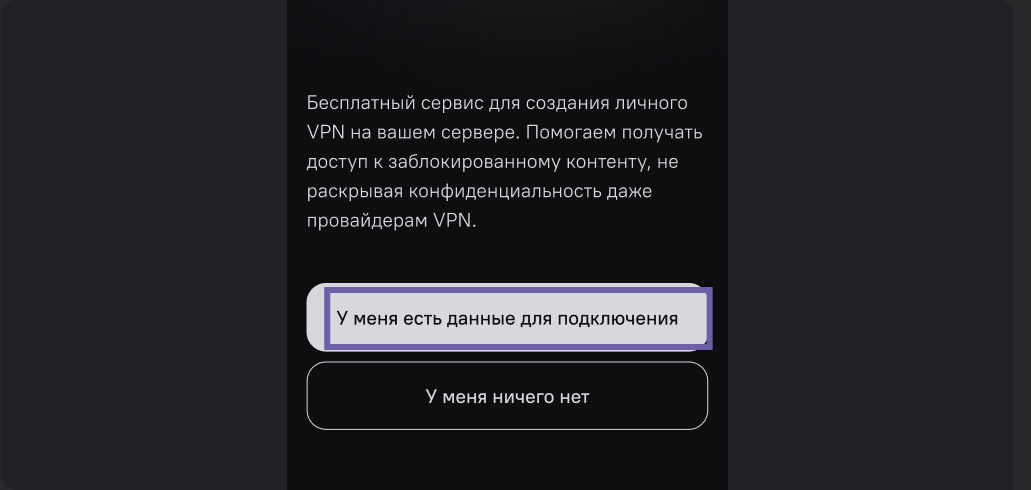 Бесплатный сервис для создания личного
VPN на вашем сервере. Помогаем получать
доступ к заблокированному контенту, не
раскрывая конфиденциальность даже
провайдерам VPN.
У меня есть данные для подключения
У меня ничего нет